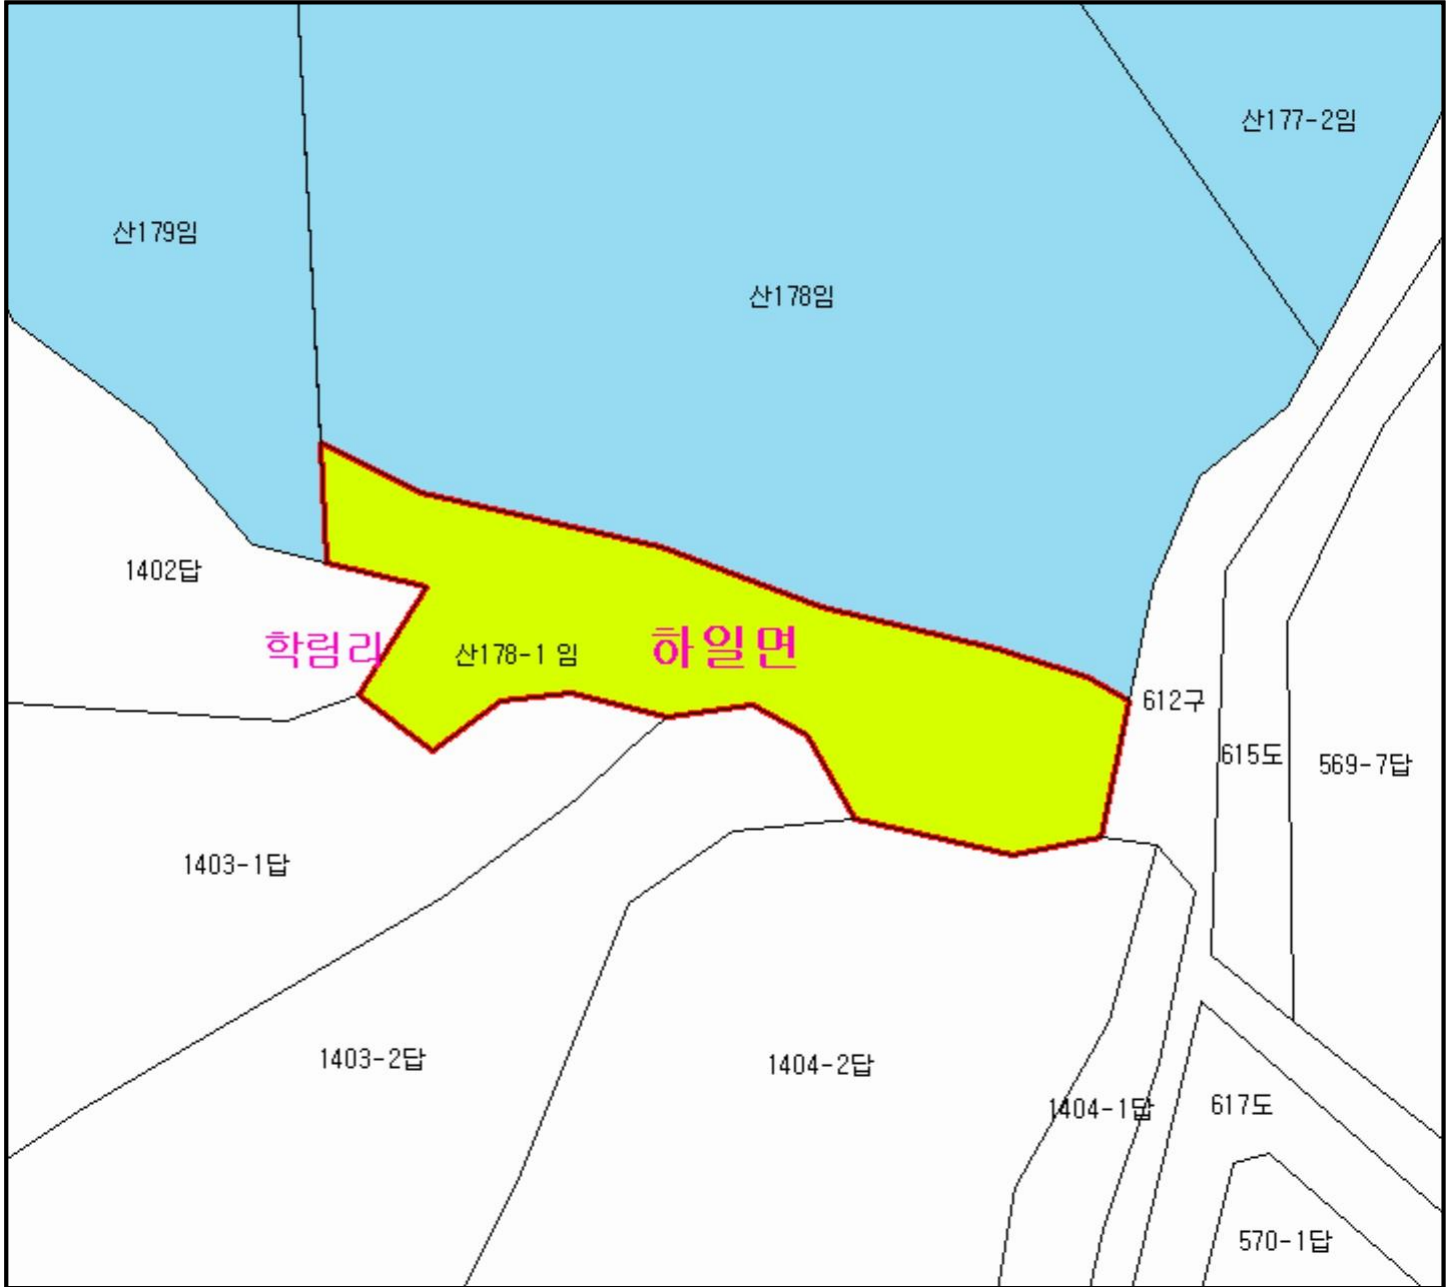 산177-2임
산179임
산178임
1402답
학림리
산178-1 임
하일면
612구
615도
569-7답
1403-1답
1403-2답
1404-2답
1404-1답
617도
570-1답